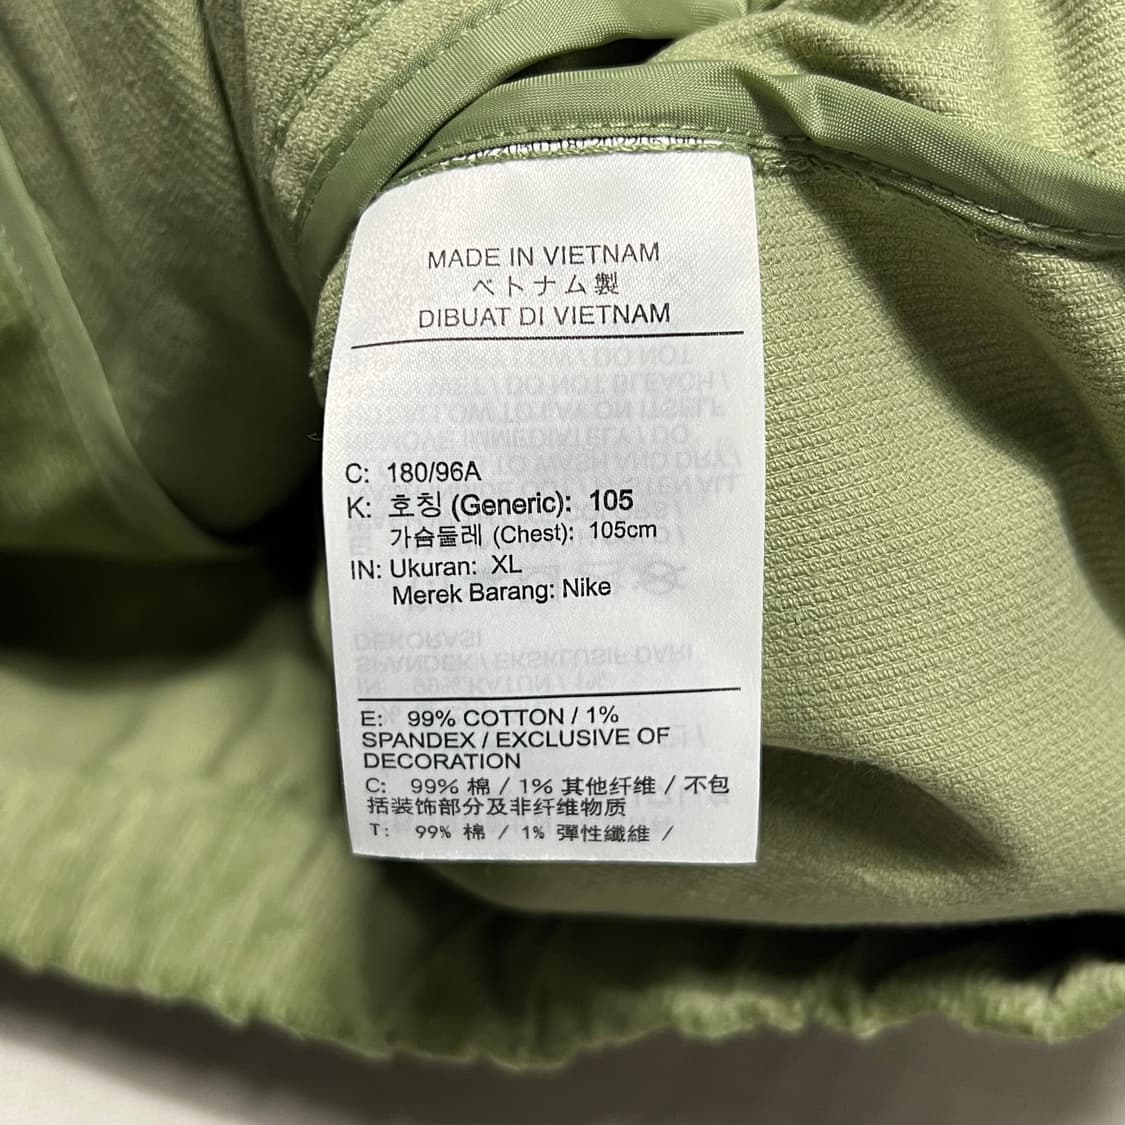 MADE IN VIETNAM
ベトナム製
DIBUAT DI VIETNAM
C: 180/96A
K: 호칭 (Generic): 105
가슴둘레 (Chest): 105cm
IN: Ukuran: XL
Merek Barang: Nike
E: 99% COTTON / 1%
SPANDEX / EXCLUSIVE OF
DECORATION
C: 99% 棉 / 1% 其他纤维 / 不包
括装饰部分及非纤维物质
T: 99% 棉 / 1% 彈性纖維 /